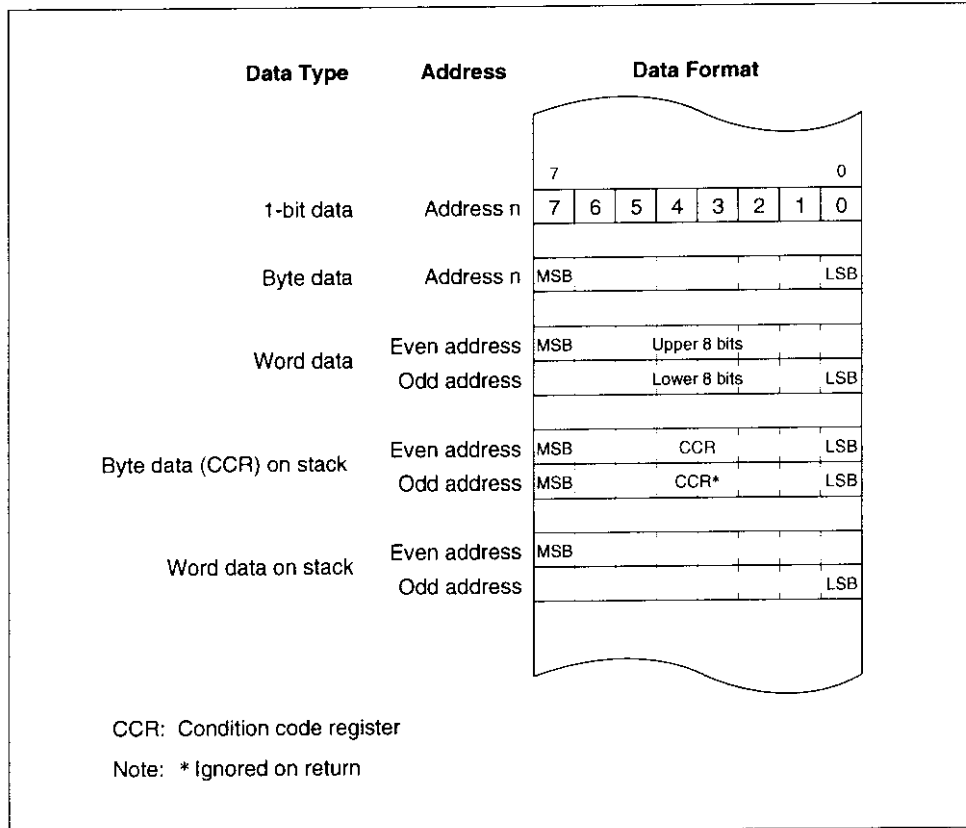 Data Type Address Data Format
7 0
1-bit data Address n 7 6 5 4 3 2 1 0
Byte data Address n MSB LSB
Word data Even address MSB Upper 8 bits
Odd address Lower 8 bits LSB
Byte data (CCR) on stack Even address MSB CCR LSB
Odd address MSB CCR* LSB
Word data on stack Even address MSB
Odd address LSB
CCR: Condition code register
Note: * Ignored on return